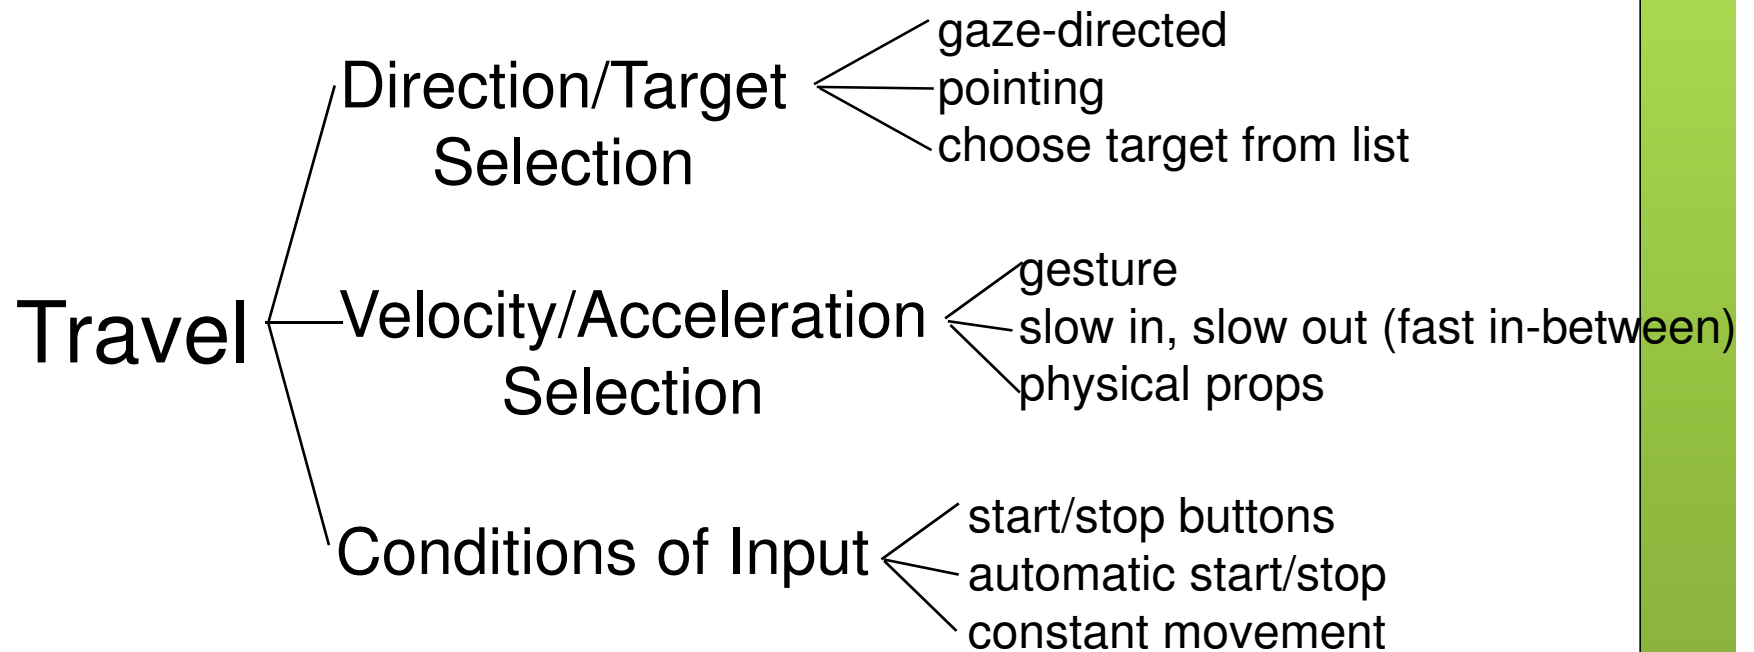 gaze-directed
Direction/Target
pointing
choose target from list
Selection
gesture
Travel
Velocity/Acceleration
slow in, slow out (fast in-between)
Selection
physical props
start/stop buttons
Conditions of Input
automatic start/stop
constant movement